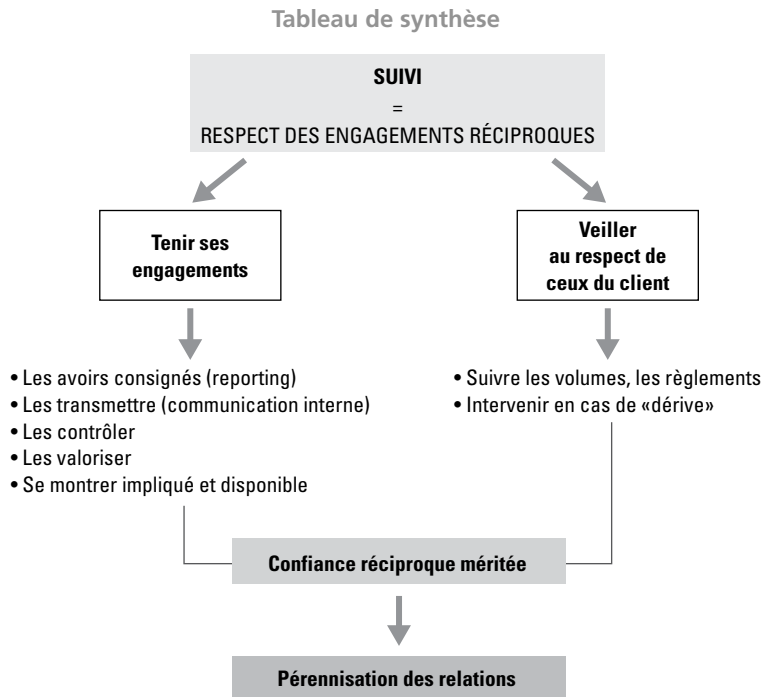 Tableau de synthèse
SUIVI
=
RESPECT DES ENGAGEMENTS RÉCIPROQUES
Tenir ses
engagements
Veiller
au respect de
ceux du client
• Les avoirs consignés (reporting)
• Les transmettre (communication interne)
• Les contrôler
• Les valoriser
• Se montrer impliqué et disponible
• Suivre les volumes, les règlements
• Intervenir en cas de «dérive»
Confiance réciproque méritée
Pérennisation des relations